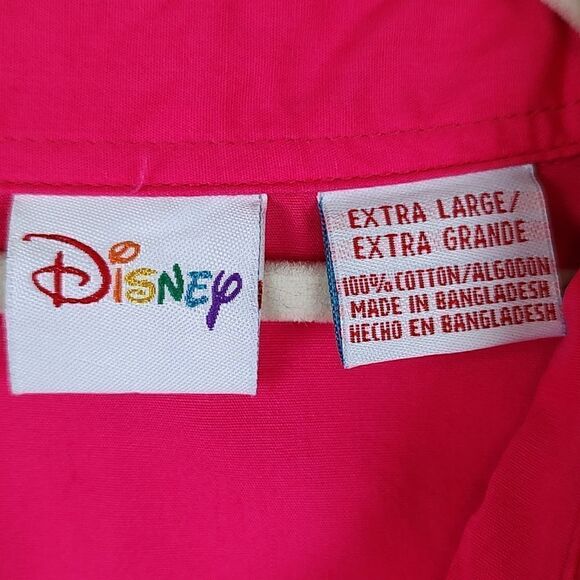 Disney
EXTRA LARGE/
EXTRA GRANDE
100% COTTON/ALGODON
MADE IN BANGLADESH
HECHO EN BANGLADESH